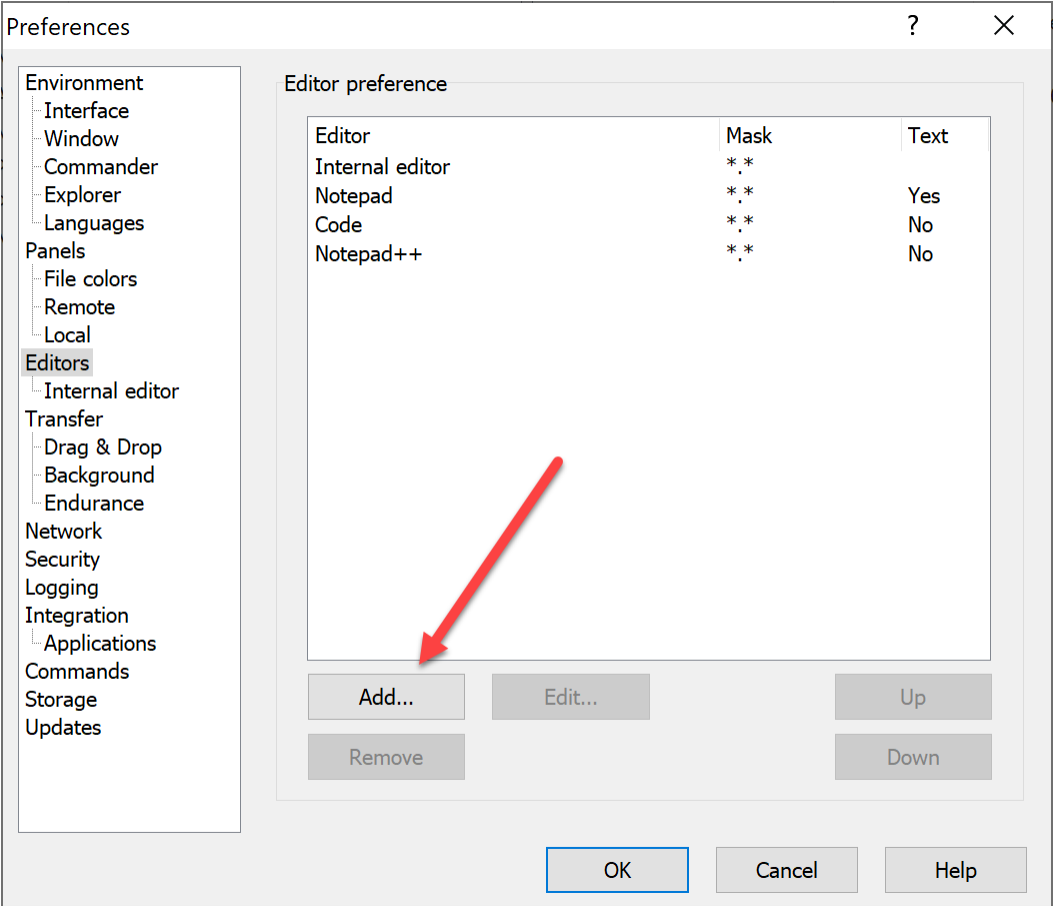 Preferences
?
Environment
Interface
Window
Commander
Explorer
Languages
Panels
File colors
Remote
Local
Editors
Internal editor
Transfer
Drag & Drop
Background
Endurance
Network
Security
Logging
Integration
Applications
Commands
Storage
Updates
Editor preference
Editor Mask Text
Internal editor *.*
Notepad *.* Yes
Code *.* No
Notepad++ *.* No
Add... Edit... Up
Remove Down
OK Cancel Help